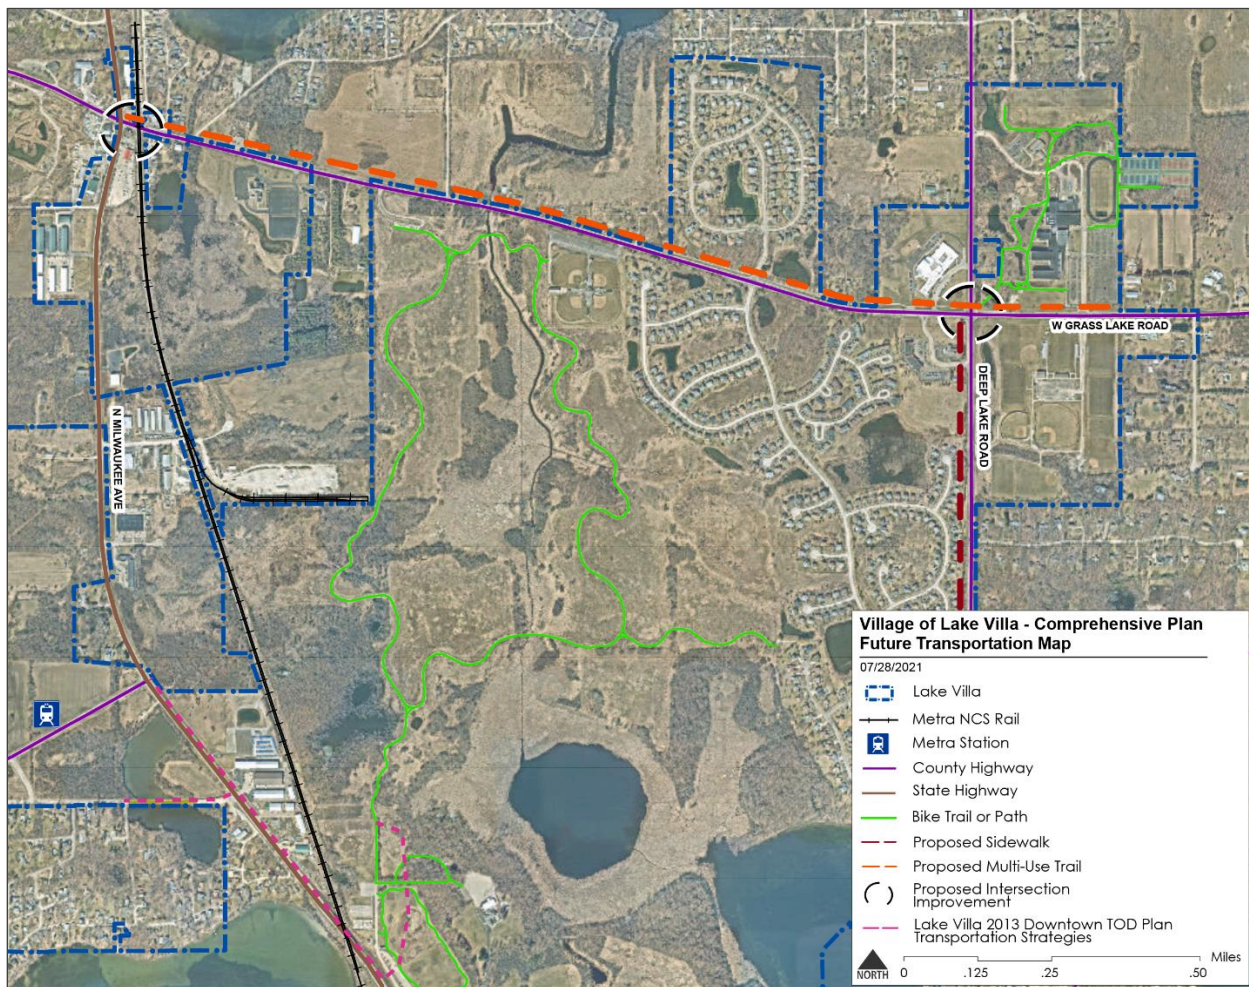 W GRASS LAKE ROAD
DEEP LAKE ROAD
N MILWAUKEE AVE
Village of Lake Villa - Comprehensive Plan
Future Transportation Map
07/28/2021
Lake Villa
Metra NCS Rail
Metra Station
County Highway
State Highway
Bike Trail or Path
Proposed Sidewalk
Proposed Multi-Use Trail
Proposed Intersection
Improvement
Lake Villa 2013 Downtown TOD Plan
Transportation Strategies
NORTH
0 .125 .25 .50 Miles